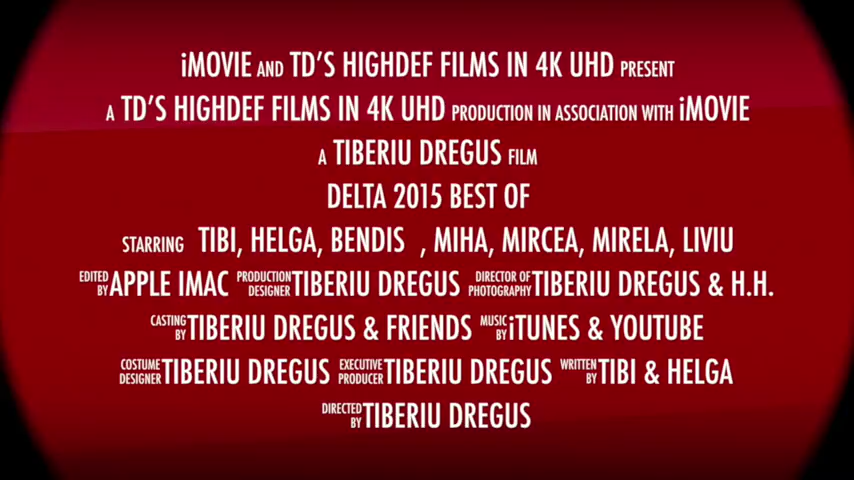 iMOVIE AND TD'S HIGHDEF FILMS IN 4K UHD PRESENT
A TD'S HIGHDEF FILMS IN 4K UHD PRODUCTION IN ASSOCIATION WITH iMOVIE
A TIBERIU DREGUS FILM
DELTA 2015 BEST OF
STARRING TIBI, HELGA, BENDIS , MIHA, MIRCEA, MIRELA, LIVIU
EDITED BY APPLE IMAC PRODUCTION DESIGNER TIBERIU DREGUS DIRECTOR OF PHOTOGRAPHY TIBERIU DREGUS & H.H.
CASTING BY TIBERIU DREGUS & FRIENDS MUSIC BY iTUNES & YOUTUBE
COSTUME DESIGNER TIBERIU DREGUS EXECUTIVE PRODUCER TIBERIU DREGUS WRITTEN BY TIBI & HELGA
DIRECTED BY TIBERIU DREGUS